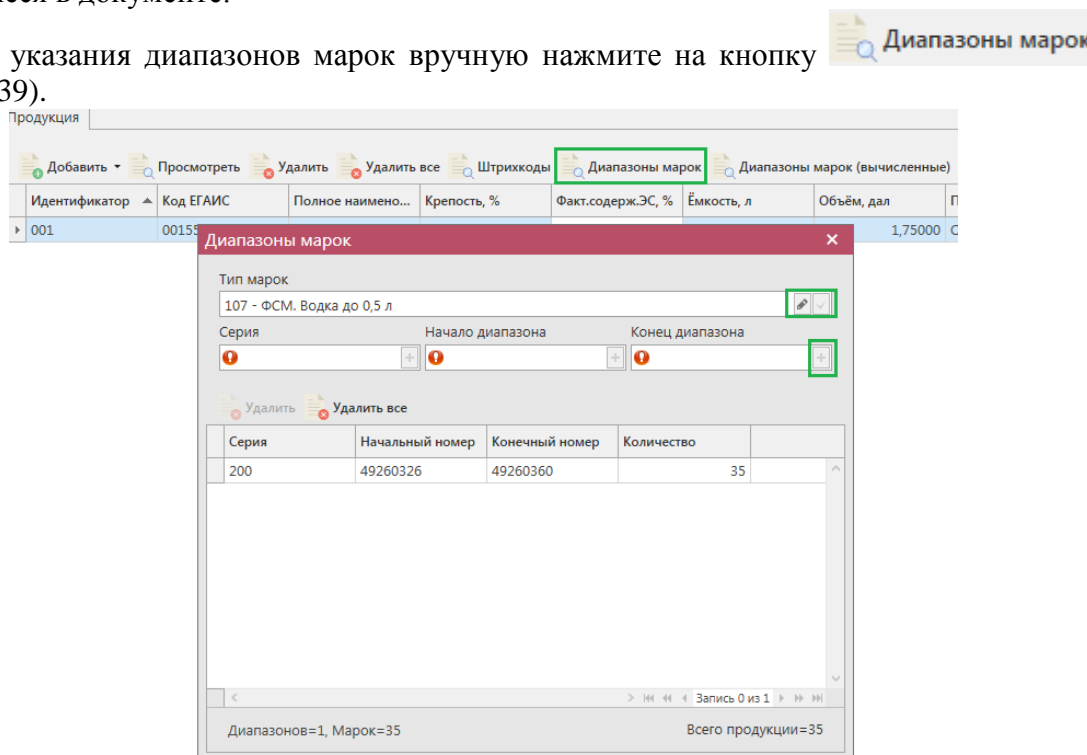 в документе.
указания диапазонов марок вручную нажмите на кнопку Диапазоны марок
39).
Продукция
Добавить Просмотреть Удалить Удалить все Штрихкоды Диапазоны марок Диапазоны марок (вычисленные)
Идентификатор Код ЕГАИС Полное наимено... Крепость, % Факт.содерж.ЭС, % Ёмкость, л Объём, дал
001 00155 1,75000
Диапазоны марок
Тип марок
107 - ФСМ. Водка до 0,5 л
Серия Начало диапазона Конец диапазона
Удалить Удалить все
Серия Начальный номер Конечный номер Количество
200 49260326 49260360 35
Запись 0 из 1
Диапазонов=1, Марок=35 Всего продукции=35